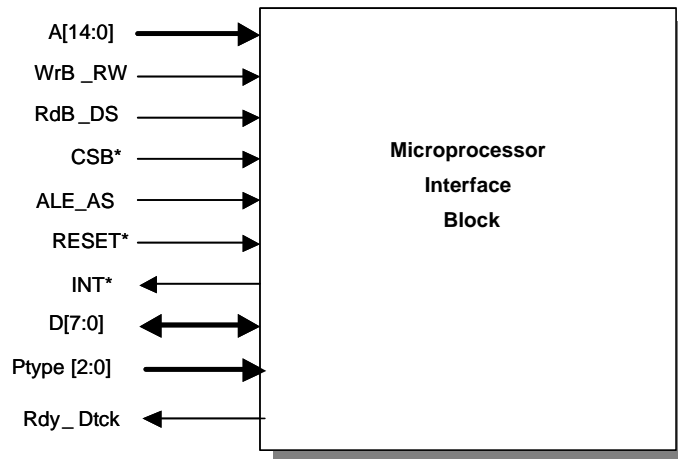 A[14:0]
WrB _RW
RdB _DS
CSB*
ALE_AS
RESET*
INT*
D[7:0]
Ptype [2:0]
Rdy_ Dtck
Microprocessor
Interface
Block